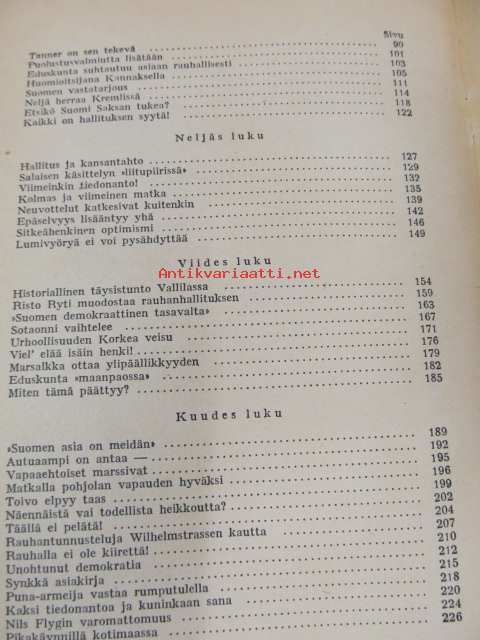 Sivu
Tanner on sen tekevä 90
Puolustusvalmiutta lisätään 101
Eduskunta suhtautuu asiaan rauhallisesti 103
Huomioitsijana Kannaksella 105
Suomen vastatarjous 111
Neljä herraa Kremlissä 114
Etsikö Suomi Saksan tukea? 118
Kaikki on hallituksen syytä! 122
Neljäs luku
Hallitus ja kansantahto 127
Salaisen käsittelyn »liitupiirissä» 129
Viimeinkin tiedonanto! 132
Kolmas ja viimeinen matka 135
Neuvottelut katkesivat kuitenkin 139
Epäselvyys lisääntyy yhä 142
Sitkeähenkinen optimismi 146
Lumivyöryä ei voi pysähdyttää 149
Viides luku
Antikvariaatti.net
Historiallinen täysistunto Vallilassa 154
Risto Ryti muodostaa rauhanhallituksen 159
»Suomen demokraattinen tasavalta» 163
Sotaonni vaihtelee 167
Urhoollisuuden Korkea veisu 171
Viel' elää isäin henki! 176
Marsalkka ottaa ylipäällikkyyden 179
Eduskunta »maanpaossa» 182
Miten tämä päättyy? 185
Kuudes luku
»Suomen asia on meidän» 189
Autuaampi on antaa — 192
Vapaaehtoiset marssivat 195
Matkalla pohjolan vapauden hyväksi 196
Toivo elpyy taas 199
Näennäistä vai todellista heikkoutta? 202
Täällä ei pelätä! 204
Rauhantunnusteluja Wilhelmstrassen kautta 207
Rauhalla ei ole kiirettä! 210
Unohtunut demokratia 212
Synkkä asiakirja 215
Puna-armeija vastaa rumputulella 218
Kaksi tiedonantoa ja kuninkaan sana 220
Nils Flygin varomattomuus 224
Pikakäynnillä kotimaassa 226